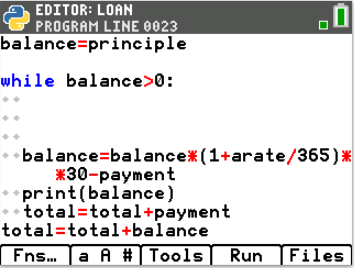 EDITOR: LOAN
PROGRAM LINE 0023
balance=principle
while balance>0:
balance=balance*(1+arate/365)*
*30-payment
print(balance)
total=total+payment
total=total+balance
Fns… a A # Tools Run Files